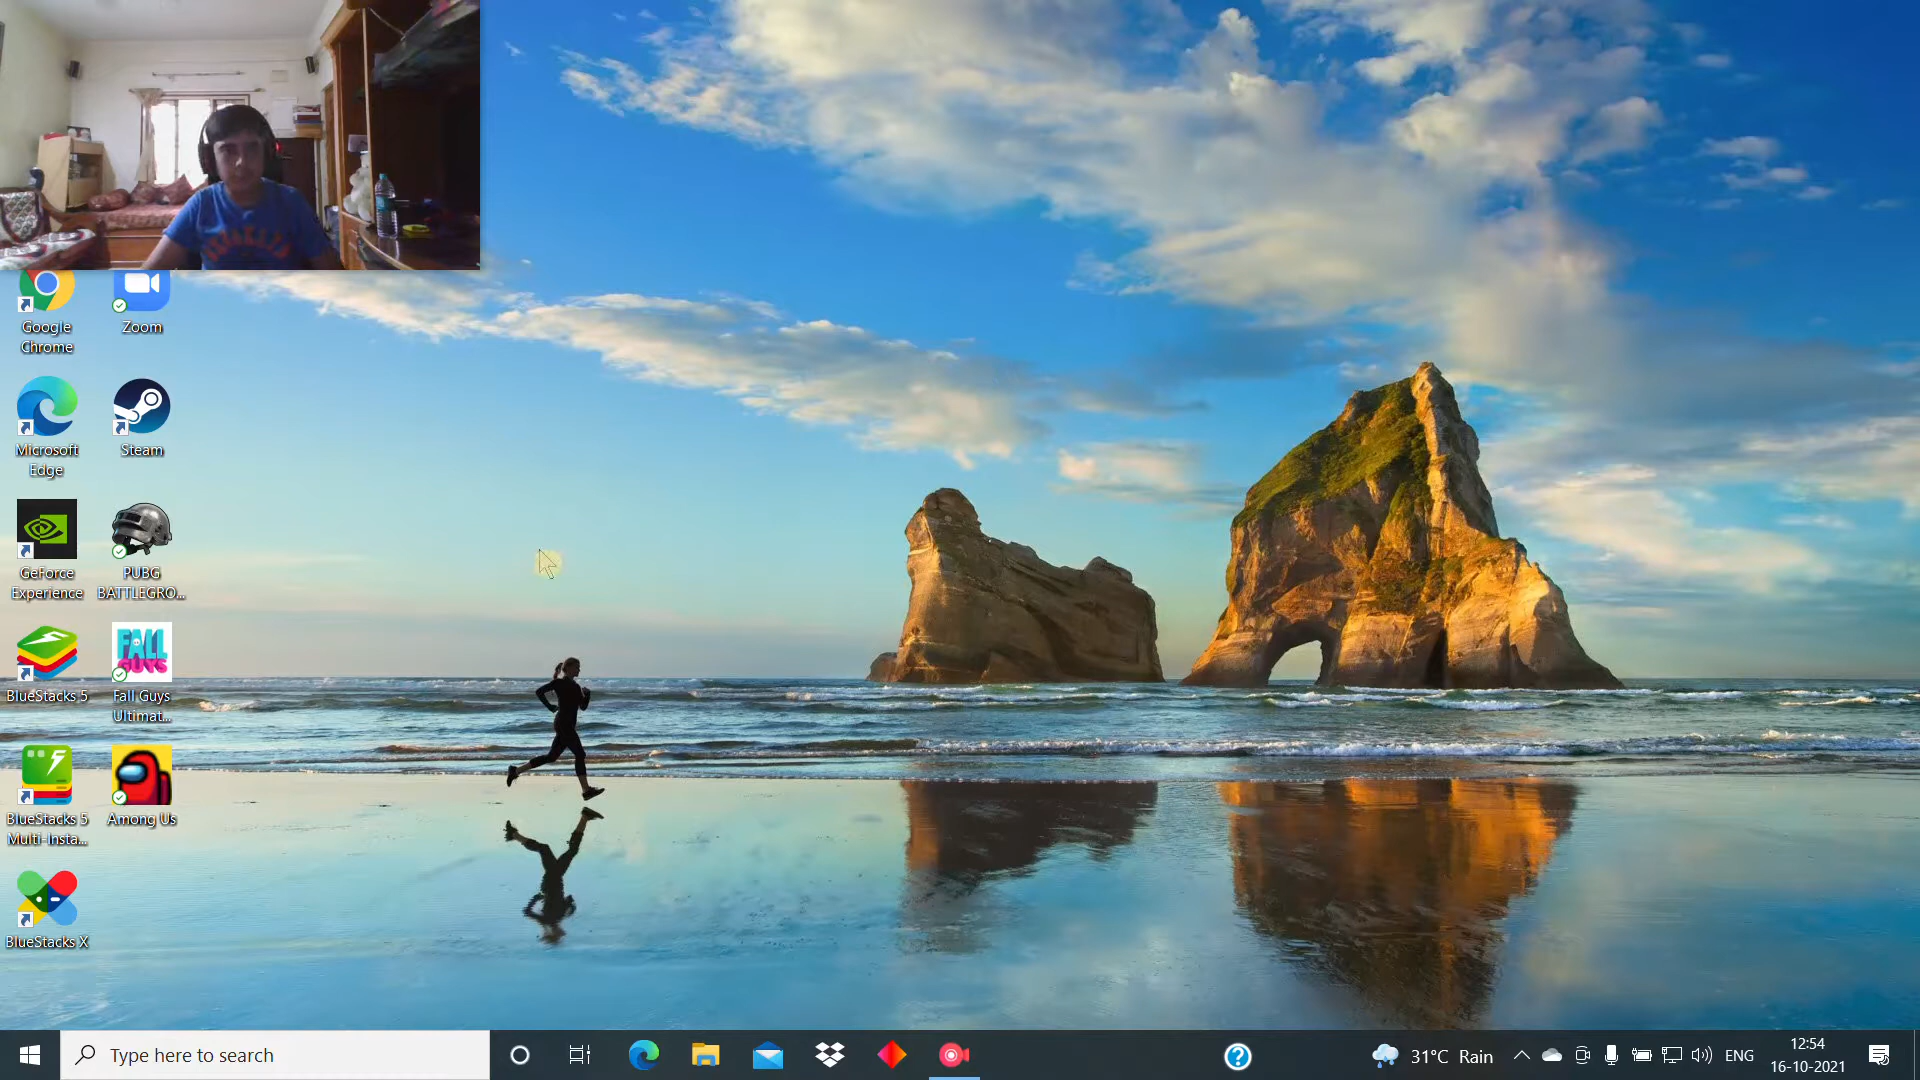 Google
Chrome
Zoom
Microsoft
Edge
Steam
GeForce
Experience
PUBG
BATTLEGRO...
BlueStacks 5
FALL
GUYS
Fall Guys
Ultimat...
BlueStacks 5
Multi-Insta...
Among Us
BlueStacks X
Type here to search
31°C Rain
ENG
12:54
16-10-2021